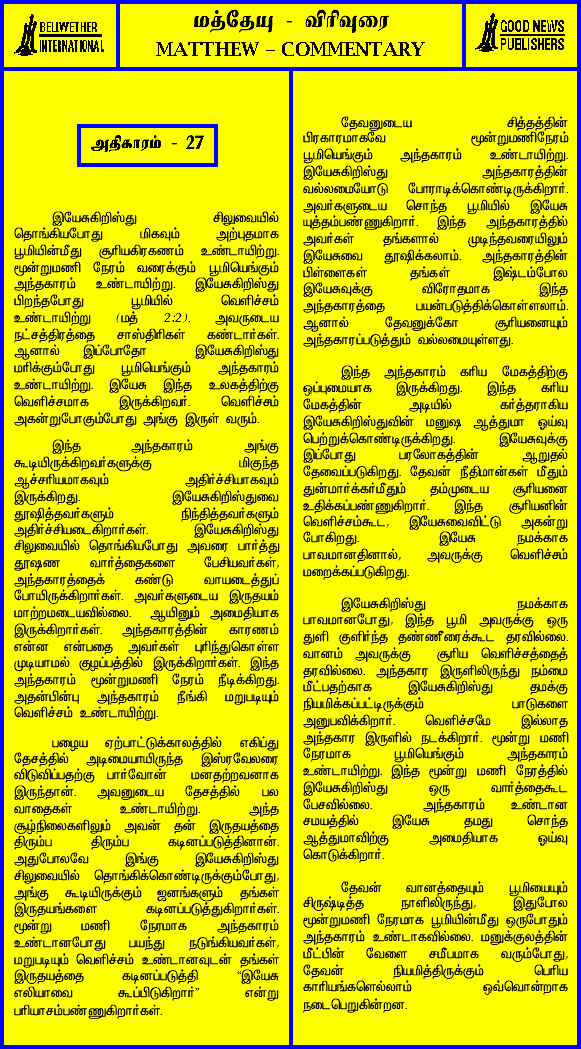 BELIWETHER
INTERNATIONAL
மத்தேயு - விரிவுரை
MATTHEW – COMMENTARY
GOOD NEWS
PUBLISHERS
அதிகாரம் - 27
இயேசுகிறிஸ்து சிலுவையில்
தொங்கியபோது மிகவும் அற்புதமாக
பூமியின்மீது சூரியகிரகணம் உண்டாயிற்று.
மூன்றுமணி நேரம் வரைக்கும் பூமியெங்கும்
அந்தகாரம் உண்டாயிற்று. இயேசுகிறிஸ்து
பிறந்தபோது பூமியில் வெளிச்சம்
உண்டாயிற்று (மத் 2:2). அவருடைய
நட்சத்திரத்தை சாஸ்திரிகள் கண்டார்கள்.
ஆனால் இப்போதோ இயேசுகிறிஸ்து
மரிக்கும்போது பூமியெங்கும் அந்தகாரம்
உண்டாயிற்று. இயேசு இந்த உலகத்திற்கு
வெளிச்சமாக இருக்கிறவர். வெளிச்சம்
அகன்றுபோகும்போது அங்கு இருள் வரும்.
இந்த அந்தகாரம் அங்கு
கூடியிருக்கிறவர்களுக்கு மிகுந்த
ஆச்சரியமாகவும் அதிர்ச்சியாகவும்
இருக்கிறது. இயேசுகிறிஸ்துவை
தூஷித்தவர்களும் நிந்தித்தவர்களும்
அதிர்ச்சியடைகிறார்கள். இயேசுகிறிஸ்து
சிலுவையில் தொங்கியபோது அவரை பார்த்து
தூஷண வார்த்தைகளை பேசியவர்கள்,
அந்தகாரத்தைக் கண்டு வாயடைத்துப்
போயிருக்கிறார்கள். அவர்களுடைய இருதயம்
மாற்றமடையவில்லை. ஆயினும் அமைதியாக
இருக்கிறார்கள். அந்தகாரத்தின் காரணம்
என்ன என்பதை அவர்கள் புரிந்துகொள்ள
முடியாமல் குழப்பத்தில் இருக்கிறார்கள். இந்த
அந்தகாரம் மூன்றுமணி நேரம் நீடிக்கிறது.
அதன்பின்பு அந்தகாரம் நீங்கி மறுபடியும்
வெளிச்சம் உண்டாயிற்று.
பழைய ஏற்பாட்டுக்காலத்தில் எகிப்து
தேசத்தில் அடிமையாயிருந்த இஸ்ரவேலரை
விடுவிப்பதற்கு பார்வோன் மனதற்றவனாக
இருந்தான். அவனுடைய தேசத்தில் பல
வாதைகள் உண்டாயிற்று. அந்த
சூழ்நிலைகளிலும் அவன் தன் இருதயத்தை
திரும்ப திரும்ப கடினப்படுத்தினான்.
அதுபோலவே இங்கு இயேசுகிறிஸ்து
சிலுவையில் தொங்கிக்கொண்டிருக்கும்போது,
அங்கு கூடியிருக்கும் ஜனங்களும் தங்கள்
இருதயங்களை கடினப்படுத்துகிறார்கள்.
மூன்று மணி நேரமாக அந்தகாரம்
உண்டானபோது பயந்து நடுங்கியவர்கள்,
மறுபடியும் வெளிச்சம் உண்டானவுடன் தங்கள்
இருதயத்தை கடினப்படுத்தி “இயேசு
எலியாவை கூப்பிடுகிறார்” என்று
பரியாசம்பண்ணுகிறார்கள்.
தேவனுடைய சித்தத்தின்
பிரகாரமாகவே மூன்றுமணிநேரம்
பூமியெங்கும் அந்தகாரம் உண்டாயிற்று.
இயேசுகிறிஸ்து அந்தகாரத்தின்
வல்லமையோடு போராடிக்கொண்டிருக்கிறார்.
அவர்களுடைய சொந்த பூமியில் இயேசு
யுத்தம்பண்ணுகிறார். இந்த அந்தகாரத்தில்
அவர்கள் தங்களால் முடிந்தவரையிலும்
இயேசுவை தூஷிக்கலாம். அந்தகாரத்தின்
பிள்ளைகள் தங்கள் இஷ்டம்போல
இயேசுவுக்கு விரோதமாக இந்த
அந்தகாரத்தை பயன்படுத்திக்கொள்ளலாம்.
ஆனால் தேவனுக்கோ சூரியனையும்
அந்தகாரப்படுத்தும் வல்லமையுள்ளது.
இந்த அந்தகாரம் கரிய மேகத்திற்கு
ஒப்புமையாக இருக்கிறது. இந்த கரிய
மேகத்தின் அடியில் கர்த்தராகிய
இயேசுகிறிஸ்துவின் மனுஷ ஆத்துமா ஓய்வு
பெற்றுக்கொண்டிருக்கிறது. இயேசுவுக்கு
இப்போது பரலோகத்தின் ஆறுதல்
தேவைப்படுகிறது. தேவன் நீதிமான்கள் மீதும்
துன்மார்க்கர்மீதும் தம்முடைய சூரியனை
உதிக்கப்பண்ணுகிறார். இந்த சூரியனின்
வெளிச்சம்கூட, இயேசுவைவிட்டு அகன்று
போகிறது. இயேசு நமக்காக
பாவமானதினால், அவருக்கு வெளிச்சம்
மறைக்கப்படுகிறது.
இயேசுகிறிஸ்து நமக்காக
பாவமானபோது, இந்த பூமி அவருக்கு ஒரு
துளி குளிர்ந்த தண்ணீரைக்கூட தரவில்லை.
வானம் அவருக்கு சூரிய வெளிச்சத்தைத்
தரவில்லை. அந்தகார இருளிலிருந்து நம்மை
மீட்பதற்காக இயேசுகிறிஸ்து தமக்கு
நியமிக்கப்பட்டிருக்கும் பாடுகளை
அனுபவிக்கிறார். வெளிச்சமே இல்லாத
அந்தகார இருளில் நடக்கிறார். மூன்று மணி
நேரமாக பூமியெங்கும் அந்தகாரம்
உண்டாயிற்று. இந்த மூன்று மணி நேரத்தில்
இயேசுகிறிஸ்து ஒரு வார்த்தைகூட
பேசவில்லை. அந்தகாரம் உண்டான
சமயத்தில் இயேசு தமது சொந்த
ஆத்துமாவிற்கு அமைதியாக ஓய்வு
கொடுக்கிறார்.
தேவன் வானத்தையும் பூமியையும்
சிருஷ்டித்த நாளிலிருந்து, இதுபோல
மூன்றுமணி நேரமாக பூமியின்மீது ஒருபோதும்
அந்தகாரம் உண்டாகவில்லை. மனுக்குலத்தின்
மீட்பின் வேளை சமீபமாக வரும்போது,
தேவன் நியமித்திருக்கும் பெரிய
காரியங்களெல்லாம் ஒவ்வொன்றாக
நடைபெறுகின்றன.